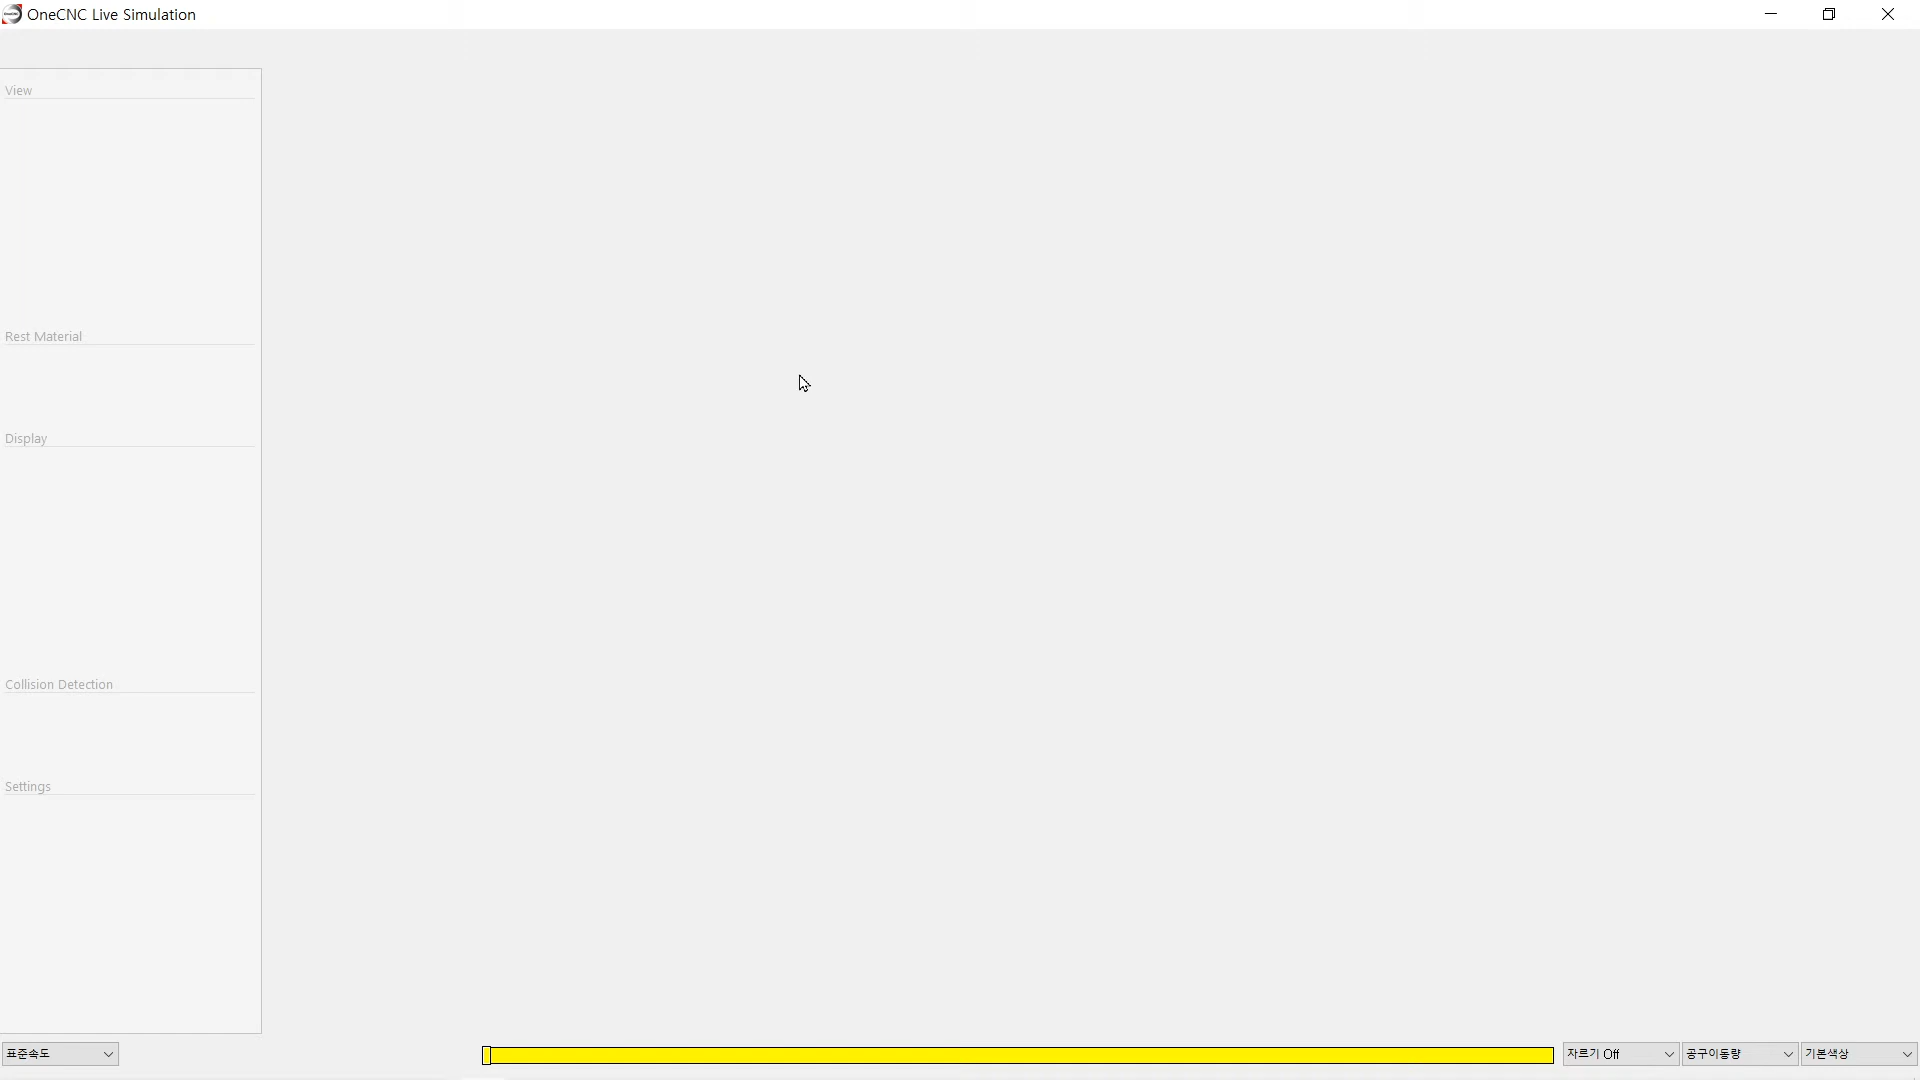 OneCNC Live Simulation
View
Rest Material
Display
Collision Detection
Settings
표준속도
자르기 Off
공구이동량
기본색상